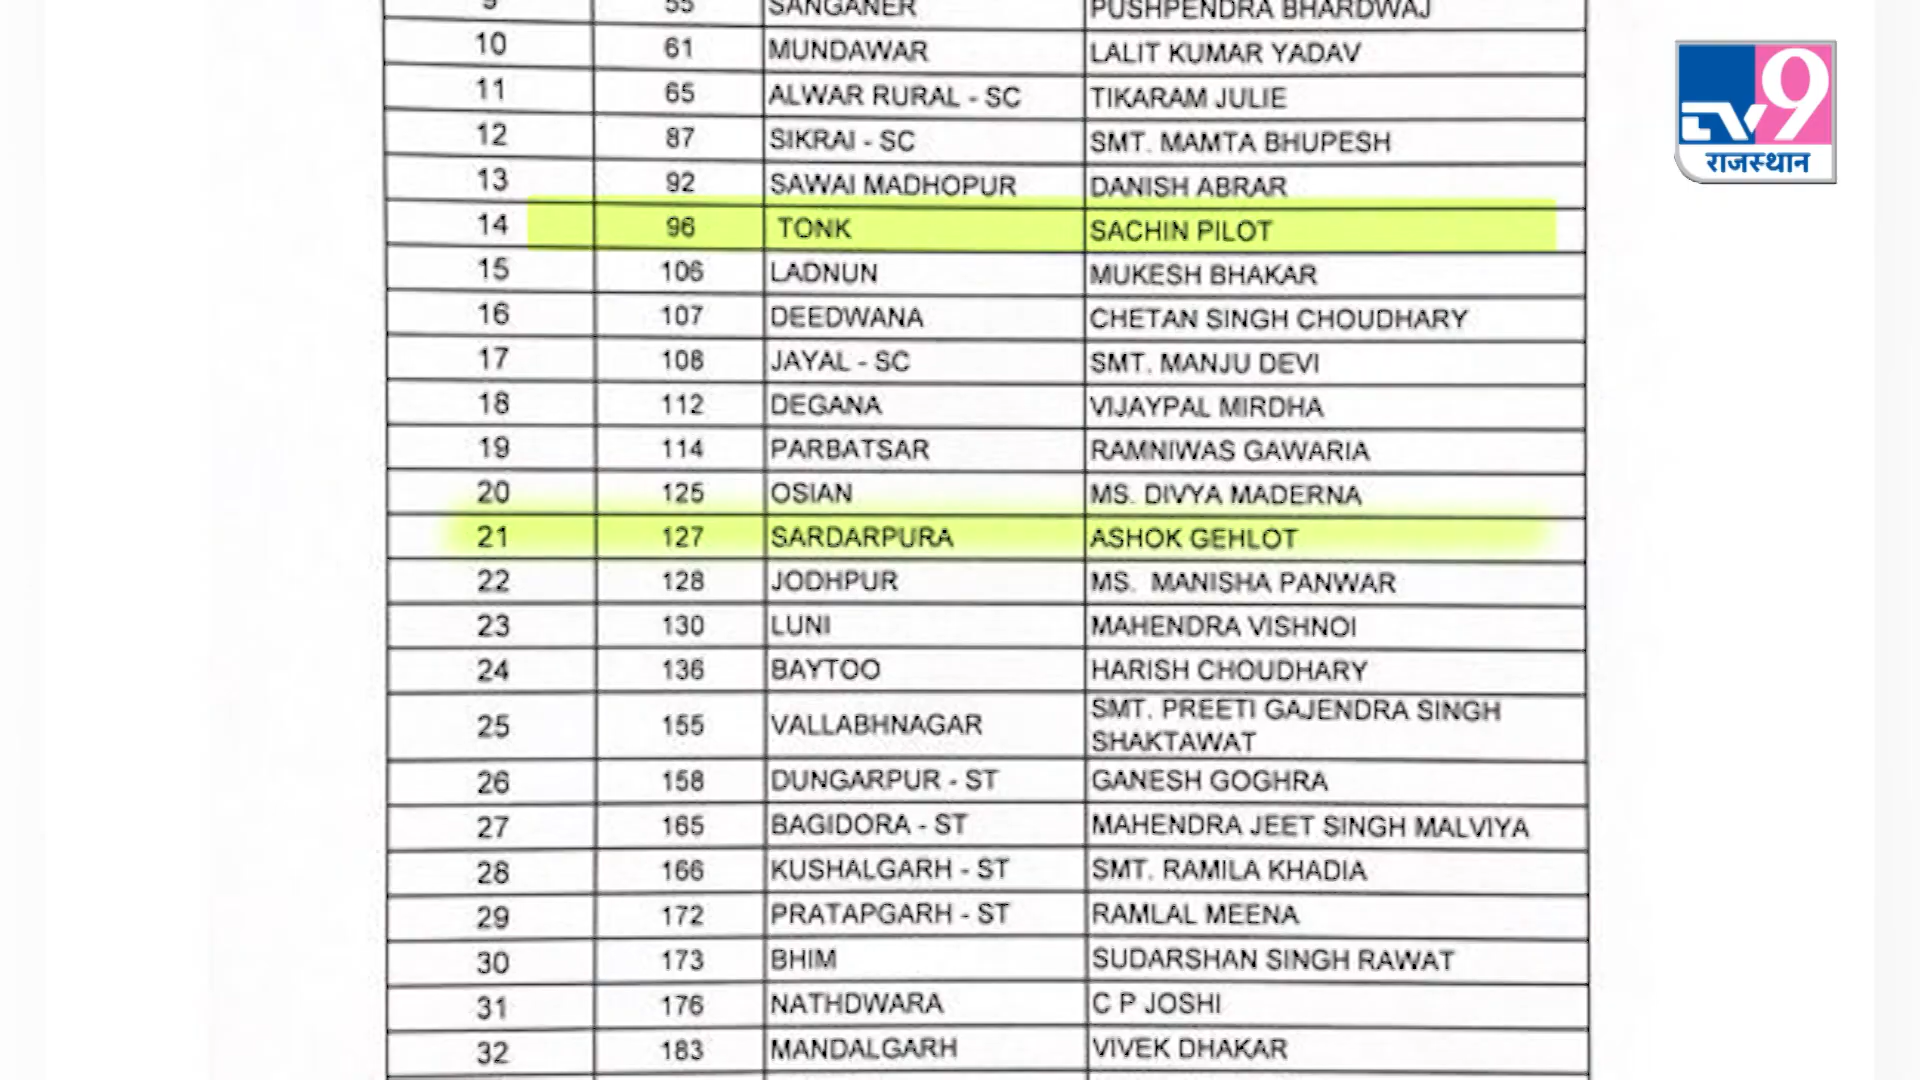 9 55 SANGANER PUSHPENDRA BHARDWAJ
10 61 MUNDAWAR LALIT KUMAR YADAV
11 65 ALWAR RURAL - SC TIKARAM JULIE
12 87 SIKRAI - SC SMT. MAMTA BHUPESH
13 92 SAWAI MADHOPUR DANISH ABRAR
14 96 TONK SACHIN PILOT
15 106 LADNUN MUKESH BHAKAR
16 107 DEEDWANA CHETAN SINGH CHOUDHARY
17 108 JAYAL - SC SMT. MANJU DEVI
18 112 DEGANA VIJAYPAL MIRDHA
19 114 PARBATSAR RAMNIWAS GAWARIA
20 125 OSIAN MS. DIVYA MADERNA
21 127 SARDARPURA ASHOK GEHLOT
22 128 JODHPUR MS. MANISHA PANWAR
23 130 LUNI MAHENDRA VISHNOI
24 136 BAYTOO HARISH CHOUDHARY
25 155 VALLABHNAGAR SMT. PREETI GAJENDRA SINGH
SHAKTAWAT
26 158 DUNGARPUR - ST GANESH GOGHRA
27 165 BAGIDORA - ST MAHENDRA JEET SINGH MALVIYA
28 166 KUSHALGARH - ST SMT. RAMILA KHADIA
29 172 PRATAPGARH - ST RAMLAL MEENA
30 173 BHIM SUDARSHAN SINGH RAWAT
31 176 NATHDWARA C P JOSHI
32 183 MANDALGARH VIVEK DHAKAR
TV9
राजस्थान